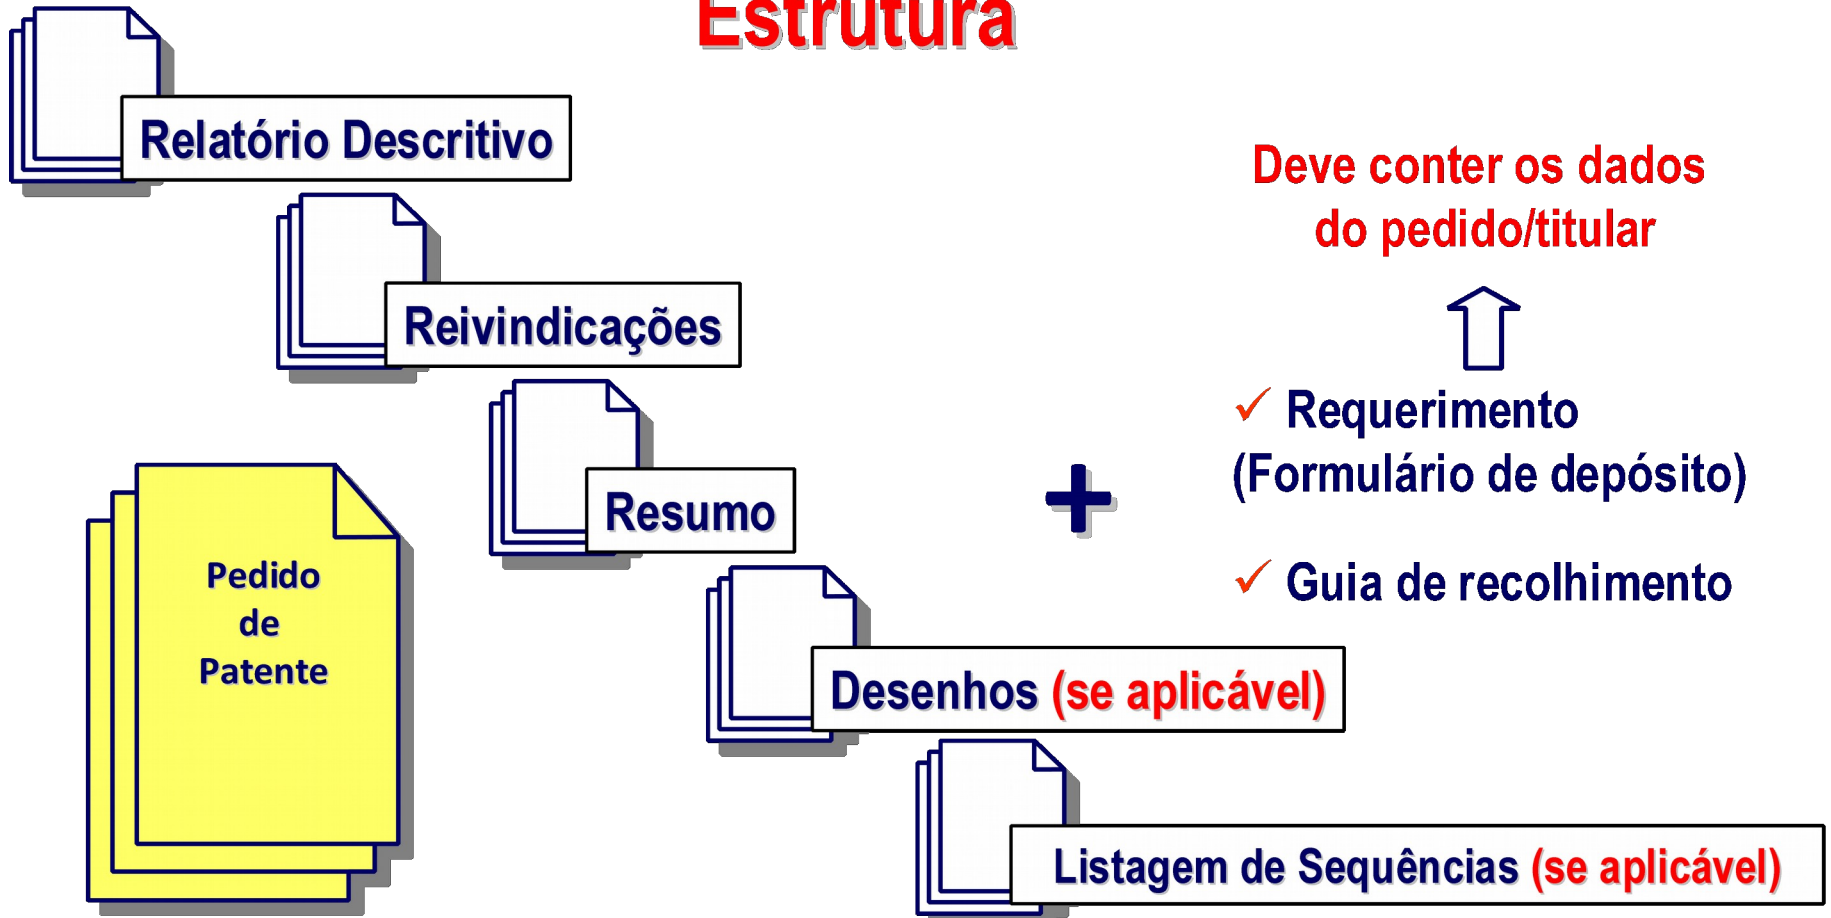 Estrutura
Relatório Descritivo
Reivindicações
Resumo
Desenhos (se aplicável)
Listagem de Sequências (se aplicável)
Pedido
de
Patente
+
Deve conter os dados
do pedido/titular
✓ Requerimento
(Formulário de depósito)
✓ Guia de recolhimento